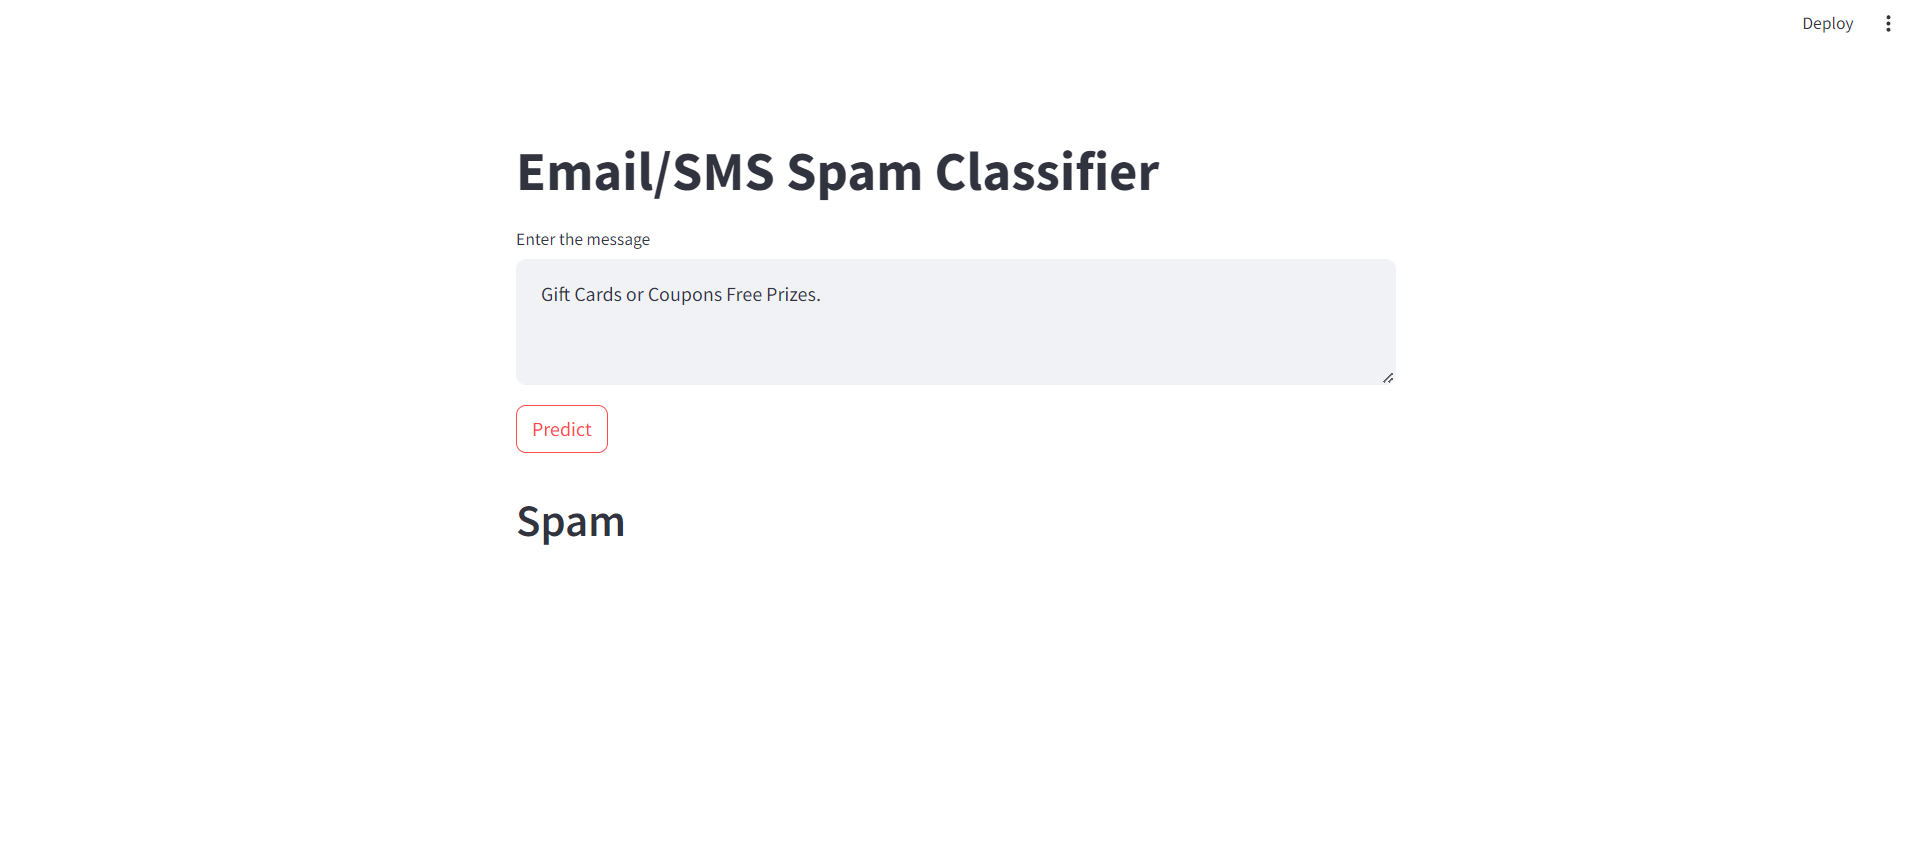 Deploy
Email/SMS Spam Classifier
Enter the message
Gift Cards or Coupons Free Prizes.
Predict
Spam